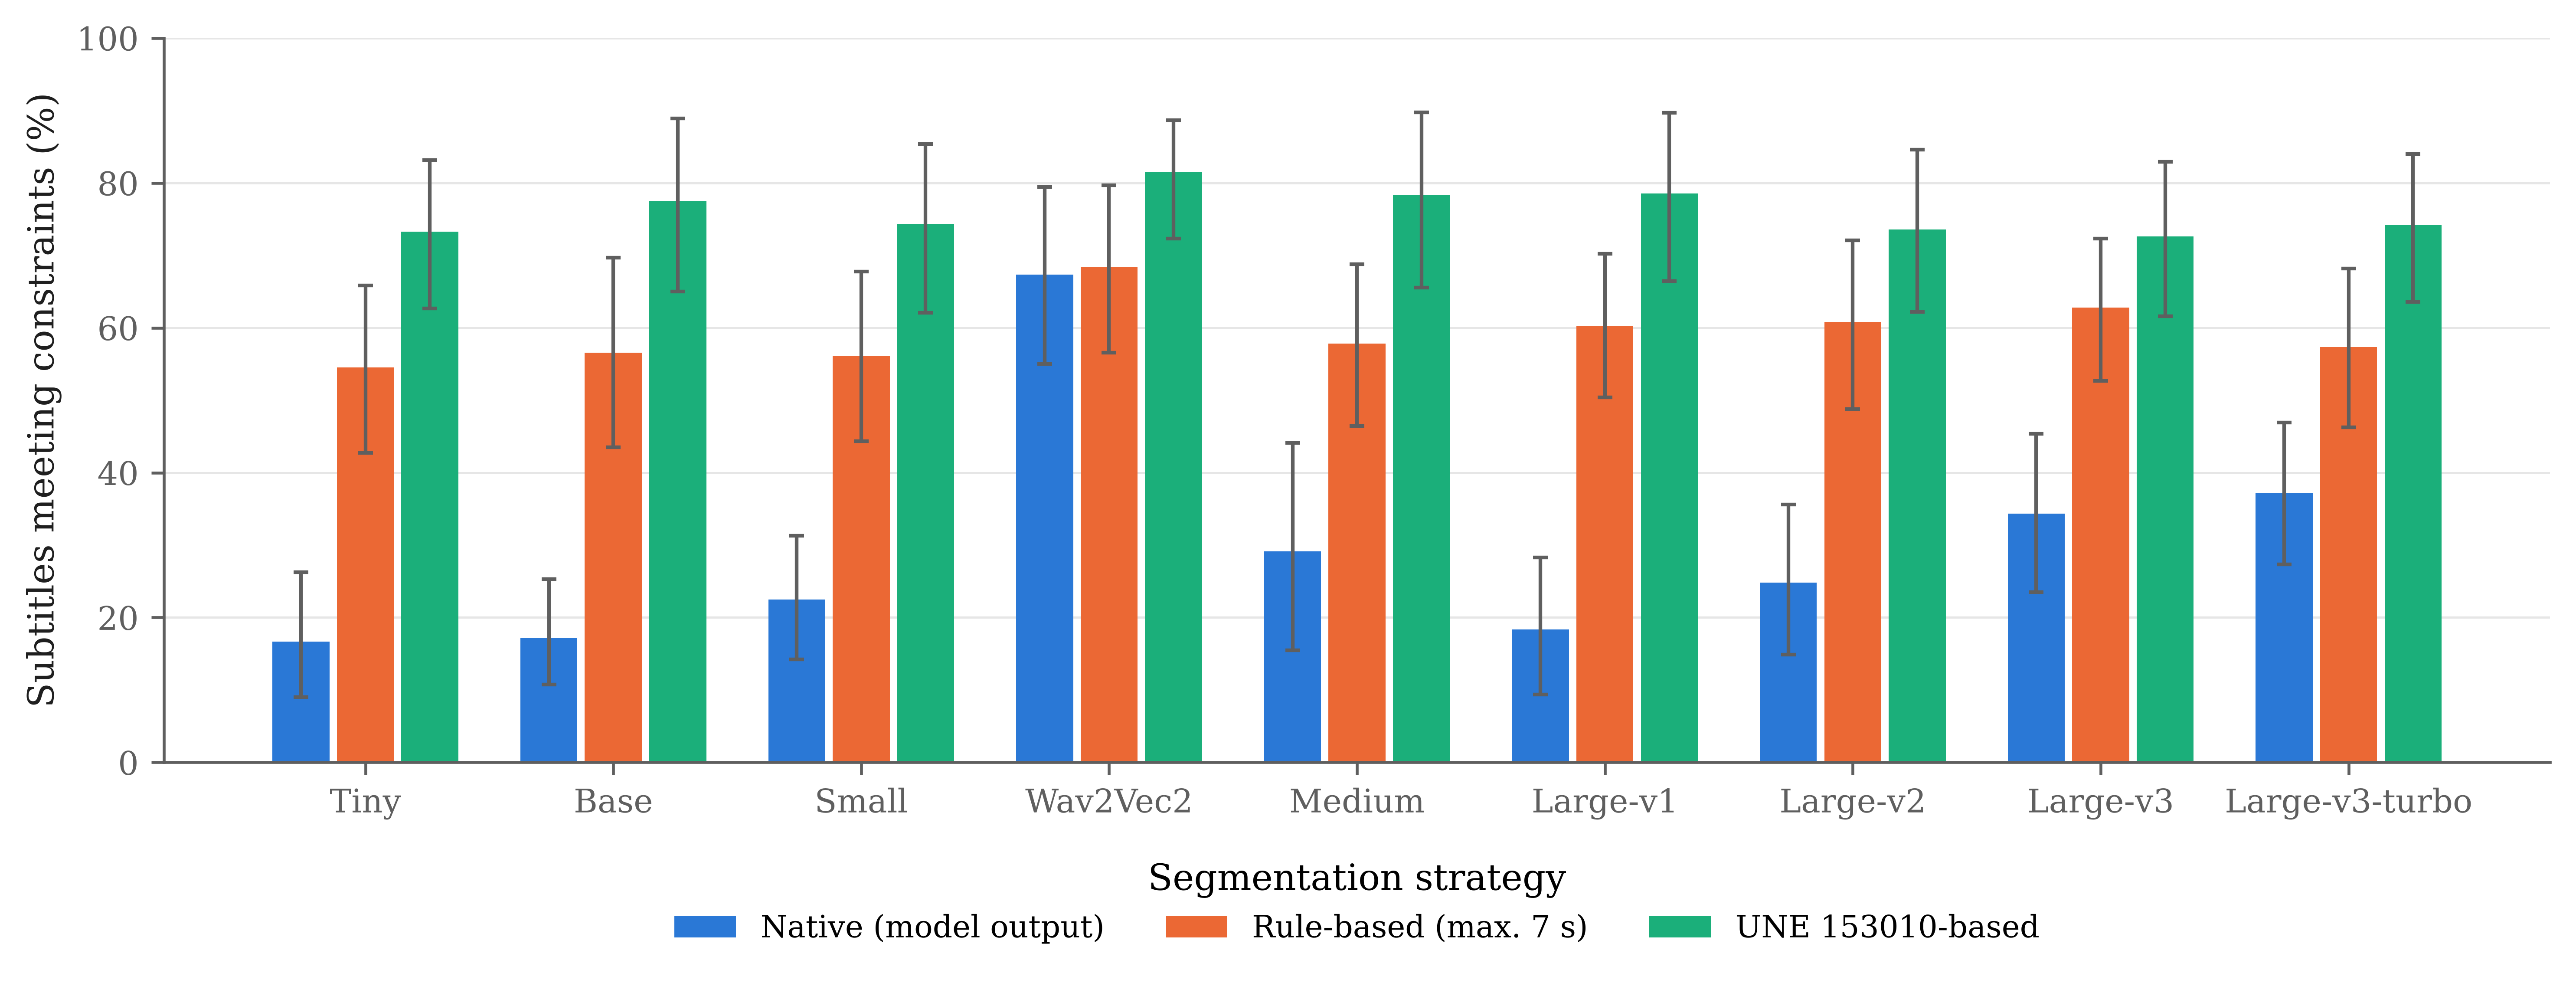 Subtitles meeting constraints (%)
100
80
60
40
20
0
Tiny Base Small Wav2Vec2 Medium Large-v1 Large-v2 Large-v3 Large-v3-turbo
Segmentation strategy
Native (model output) Rule-based (max. 7 s) UNE 153010-based